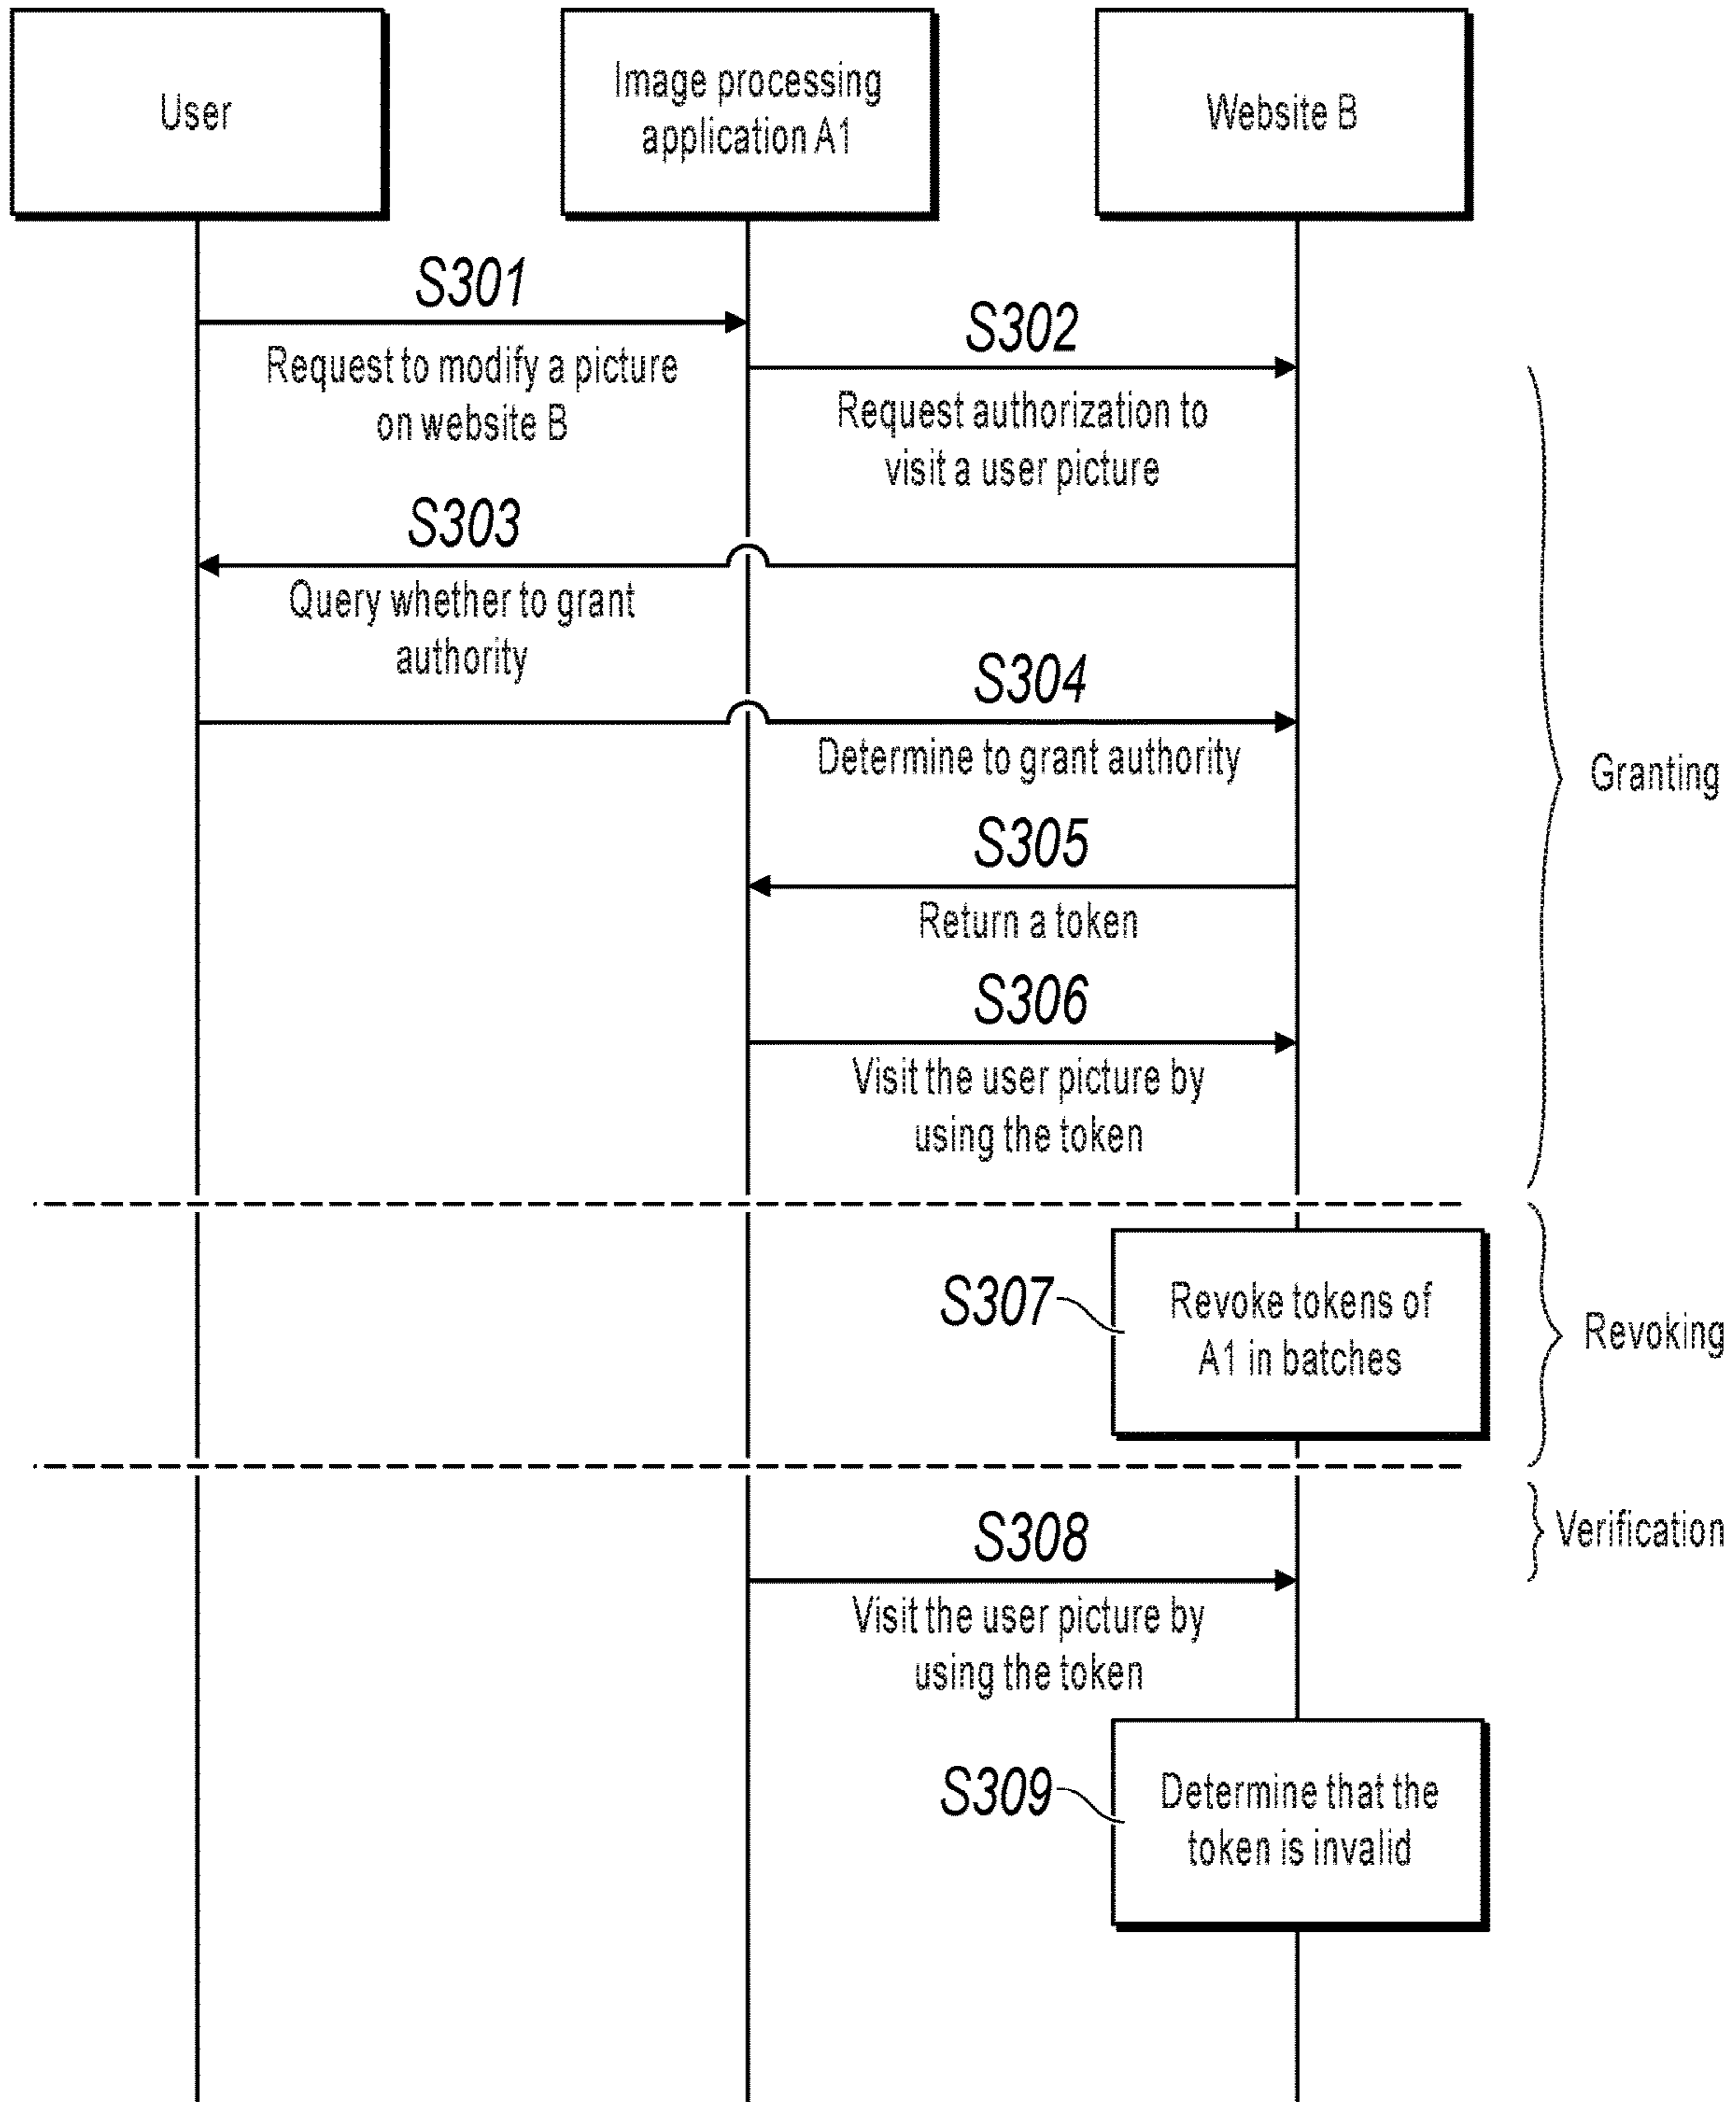 User
Image processing
application A1
Website B
S301
Request to modify a picture
on website B
S302
Request authorization to
visit a user picture
S303
Query whether to grant
authority
S304
Determine to grant authority
Granting
S305
Return a token
S306
Visit the user picture by
using the token
S307
Revoke tokens of
A1 in batches
Revoking
S308
Visit the user picture by
using the token
Verification
S309
Determine that the
token is invalid